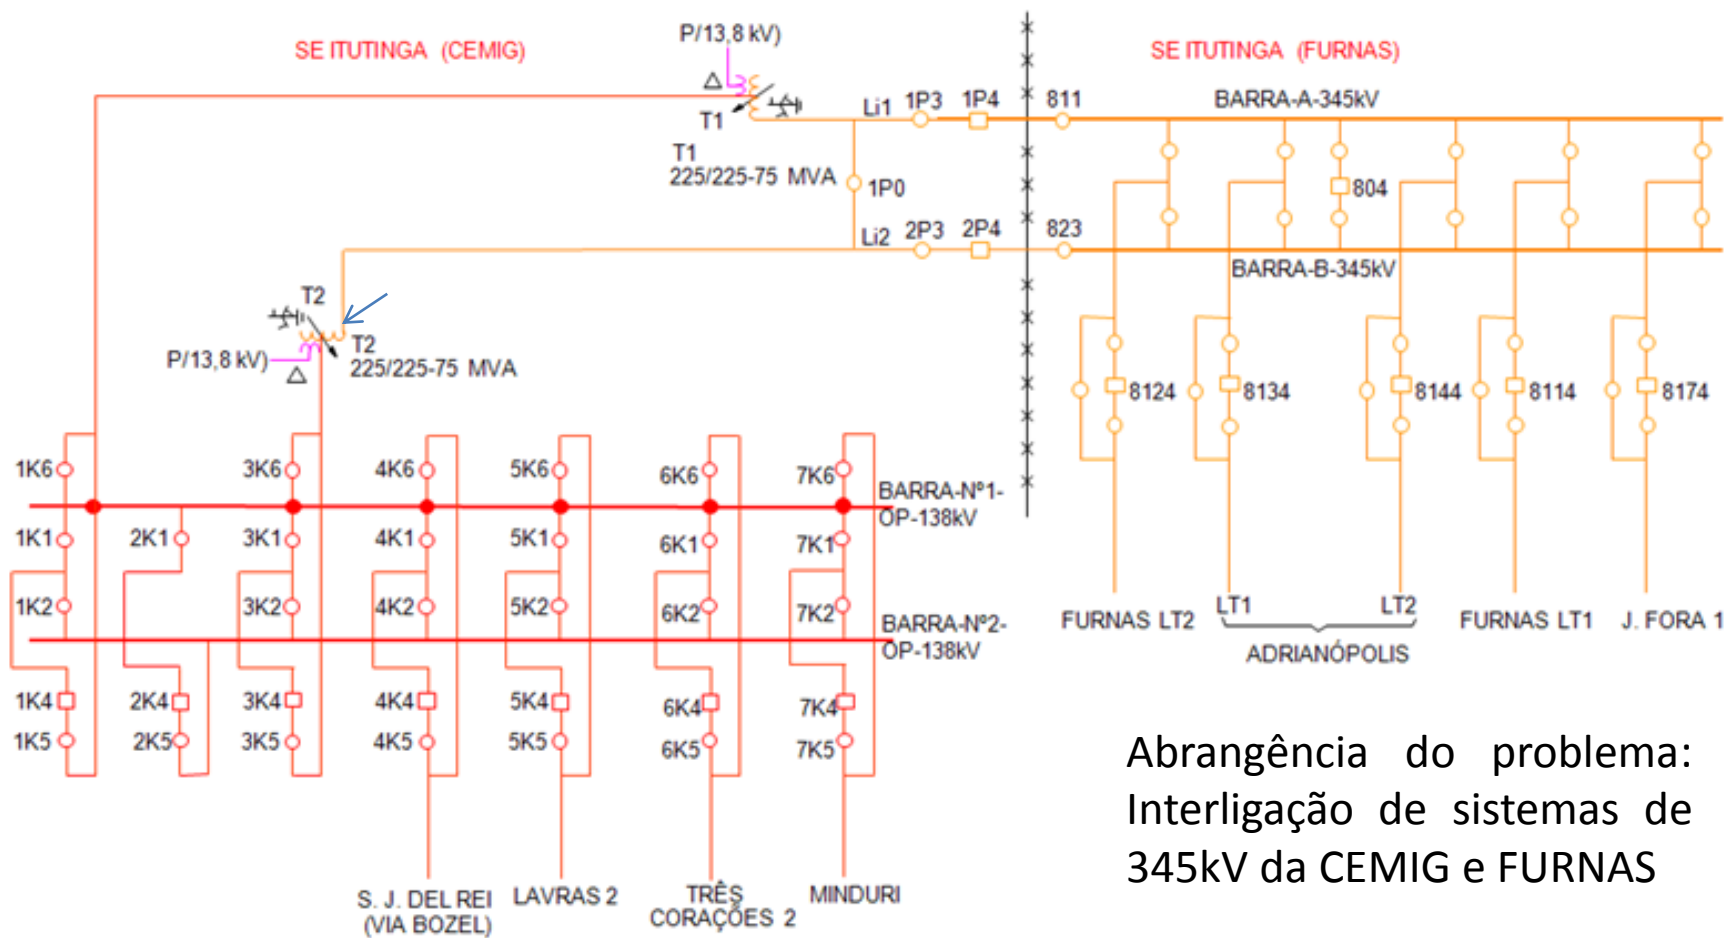 SE ITUTINGA (CEMIG)
P/13,8 kV)
SE ITUTINGA (FURNAS)
T1
T1
225/225-75 MVA
Li1
1P3
1P4
811
BARRA-A-345kV
1P0
804
Li2
2P3
2P4
823
BARRA-B-345kV
T2
T2
P/13,8 kV)
225/225-75 MVA
8124
8134
8144
8114
8174
1K6
3K6
4K6
5K6
6K6
7K6
BARRA-Nº1-
OP-138kV
1K1
2K1
3K1
4K1
5K1
6K1
7K1
1K2
3K2
4K2
5K2
6K2
7K2
BARRA-Nº2-
OP-138kV
FURNAS LT2
LT1
LT2
FURNAS LT1
J. FORA 1
ADRIANÓPOLIS
1K4
2K4
3K4
4K4
5K4
6K4
7K4
1K5
2K5
3K5
4K5
5K5
6K5
7K5
S. J. DEL REI
(VIA BOZEL)
LAVRAS 2
TRÊS
CORAÇÕES 2
MINDURI
Abrangência do problema:
Interligação de sistemas de
345kV da CEMIG e FURNAS